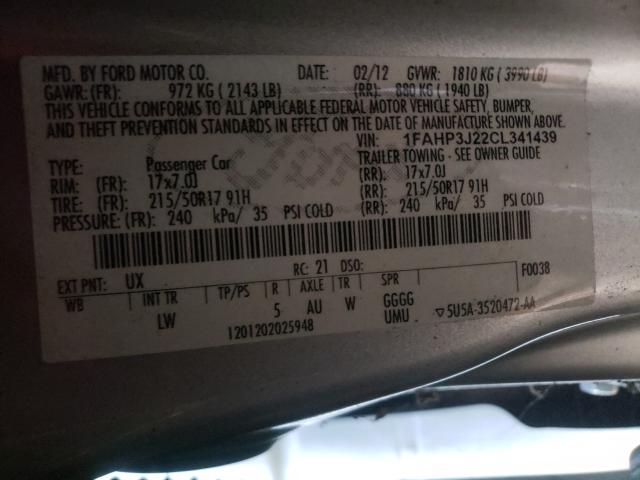 MFD. BY FORD MOTOR CO. DATE: 02/12 GVWR: 1810 KG ( 3990 LB)
GAWR: (FR): 972 KG ( 2143 LB) (RR): 880 KG ( 1940 LB)
THIS VEHICLE CONFORMS TO ALL APPLICABLE FEDERAL MOTOR VEHICLE SAFETY, BUMPER,
AND THEFT PREVENTION STANDARDS IN EFFECT ON THE DATE OF MANUFACTURE SHOWN ABOVE.
VIN: 1FAHP3J22CL341439
TYPE: Passenger Car TRAILER TOWING - SEE OWNER GUIDE
RIM: (FR): 17x7.0J (RR): 17x7.0J
TIRE: (FR): 215/50R17 91H (RR): 215/50R17 91H
PRESSURE: (FR): 240 kPa/ 35 PSI COLD (RR): 240 kPa/ 35 PSI COLD
EXT PNT: UX RC: 21 DSO: F0038
WB INT TR TP/PS R AXLE TR SPR
LW 5 AU W GGGG
UMU ▽5U5A-3520472-AA
1201202025948